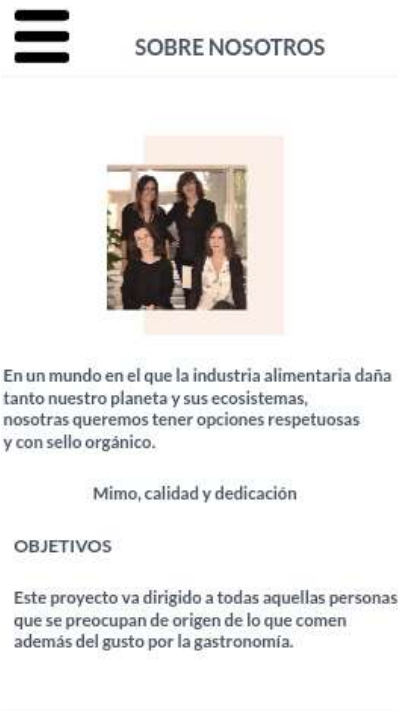 SOBRE NOSOTROS
En un mundo en el que la industria alimentaria daña
tanto nuestro planeta y sus ecosistemas,
nosotras queremos tener opciones respetuosas
y con sello orgánico.
Mimo, calidad y dedicación
OBJETIVOS
Este proyecto va dirigido a todas aquellas personas
que se preocupan de origen de lo que comen
además del gusto por la gastronomía.